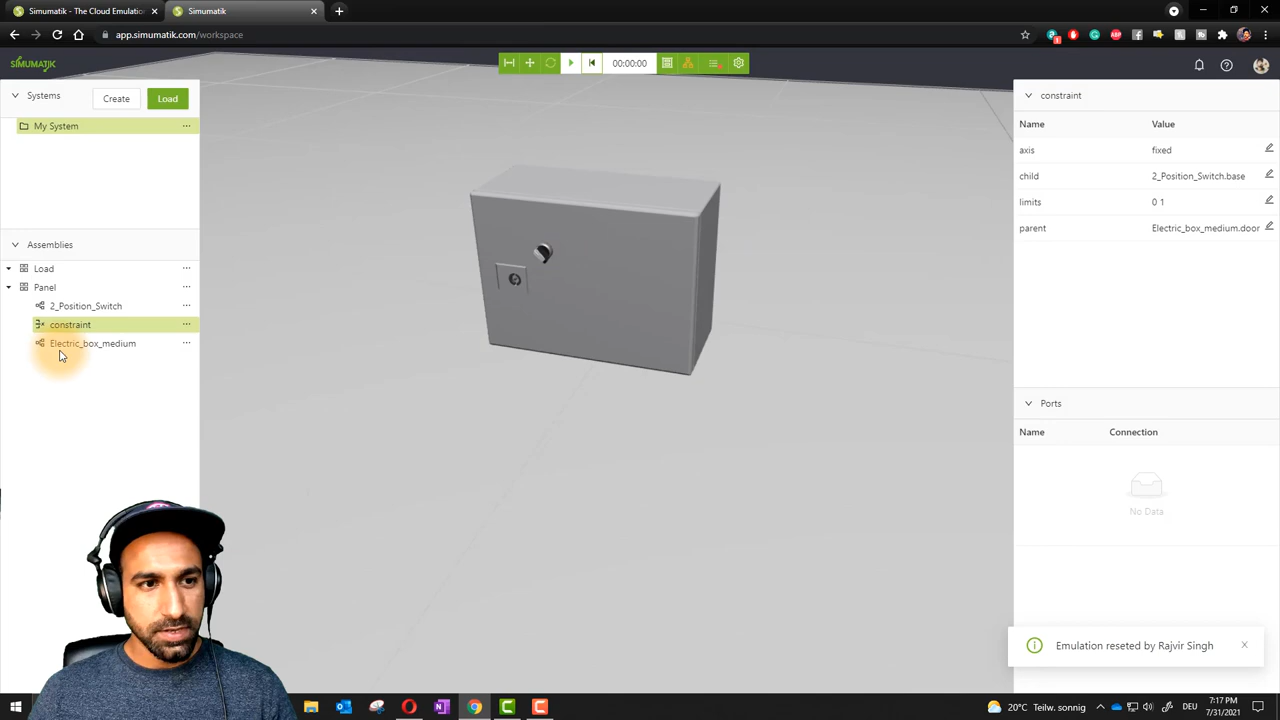 Simumatik - The Cloud Emulation
Simumatik
app.simumatik.com/workspace
SIMUMATIK
00:00:00
Systems
Create
Load
My System
Assemblies
Load
Panel
2_Position_Switch
constraint
Electric_box_medium
constraint
Name Value
axis fixed
child 2_Position_Switch.base
limits 0 1
parent Electric_box_medium.door
Ports
Name Connection
No Data
Emulation reseted by Rajvir Singh
20°C Teilw. sonnig
DEU
7:17 PM
7/31/2021